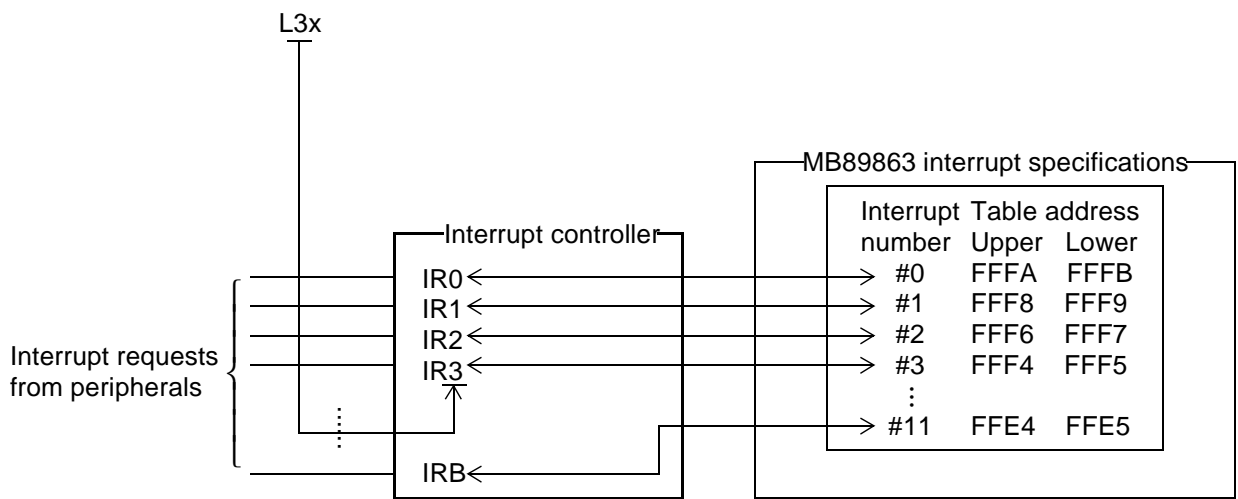 L3x
MB89863 interrupt specifications
Interrupt Table address
number Upper Lower
Interrupt controller
IR0
#0 FFFA FFFB
IR1
#1 FFF8 FFF9
IR2
#2 FFF6 FFF7
IR3
#3 FFF4 FFF5
Interrupt requests
from peripherals
#11 FFE4 FFE5
IRB